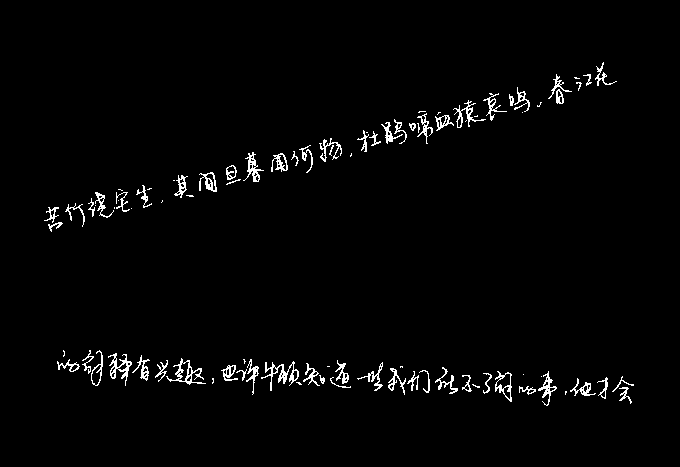 苦竹绕宅生.其间旦暮闻何物.杜鹃啼血猿哀鸣.春江花
的解释有兴趣,也许牛顿知道一些我们所不了解的事.他才会